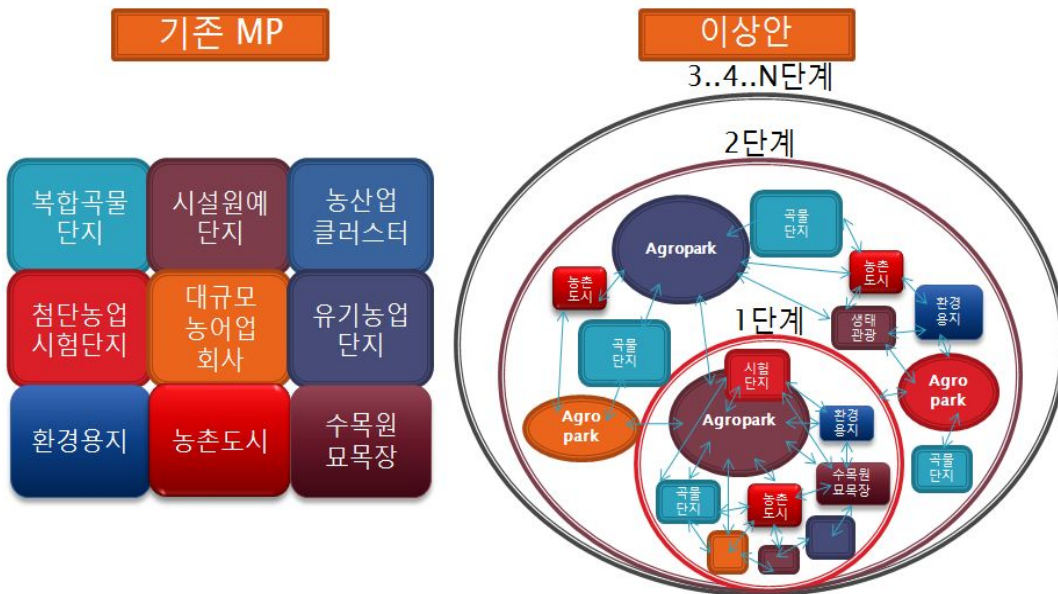 기존 MP
복합곡물
단지
시설원예
단지
농산업
클러스터
첨단농업
시험단지
대규모
농어업
회사
유기농업
단지
환경용지
농촌도시
수목원
묘목장
이상안
3..4..N단계
2단계
곡물
단지
Agropark
농촌
도시
농촌
도시
환경
용지
생태
관광
1단계
곡물
단지
시험
단지
Agro
park
Agropark
Agro
park
환경
용지
곡물
단지
수목원
묘목장
곡물
단지
농촌
도시